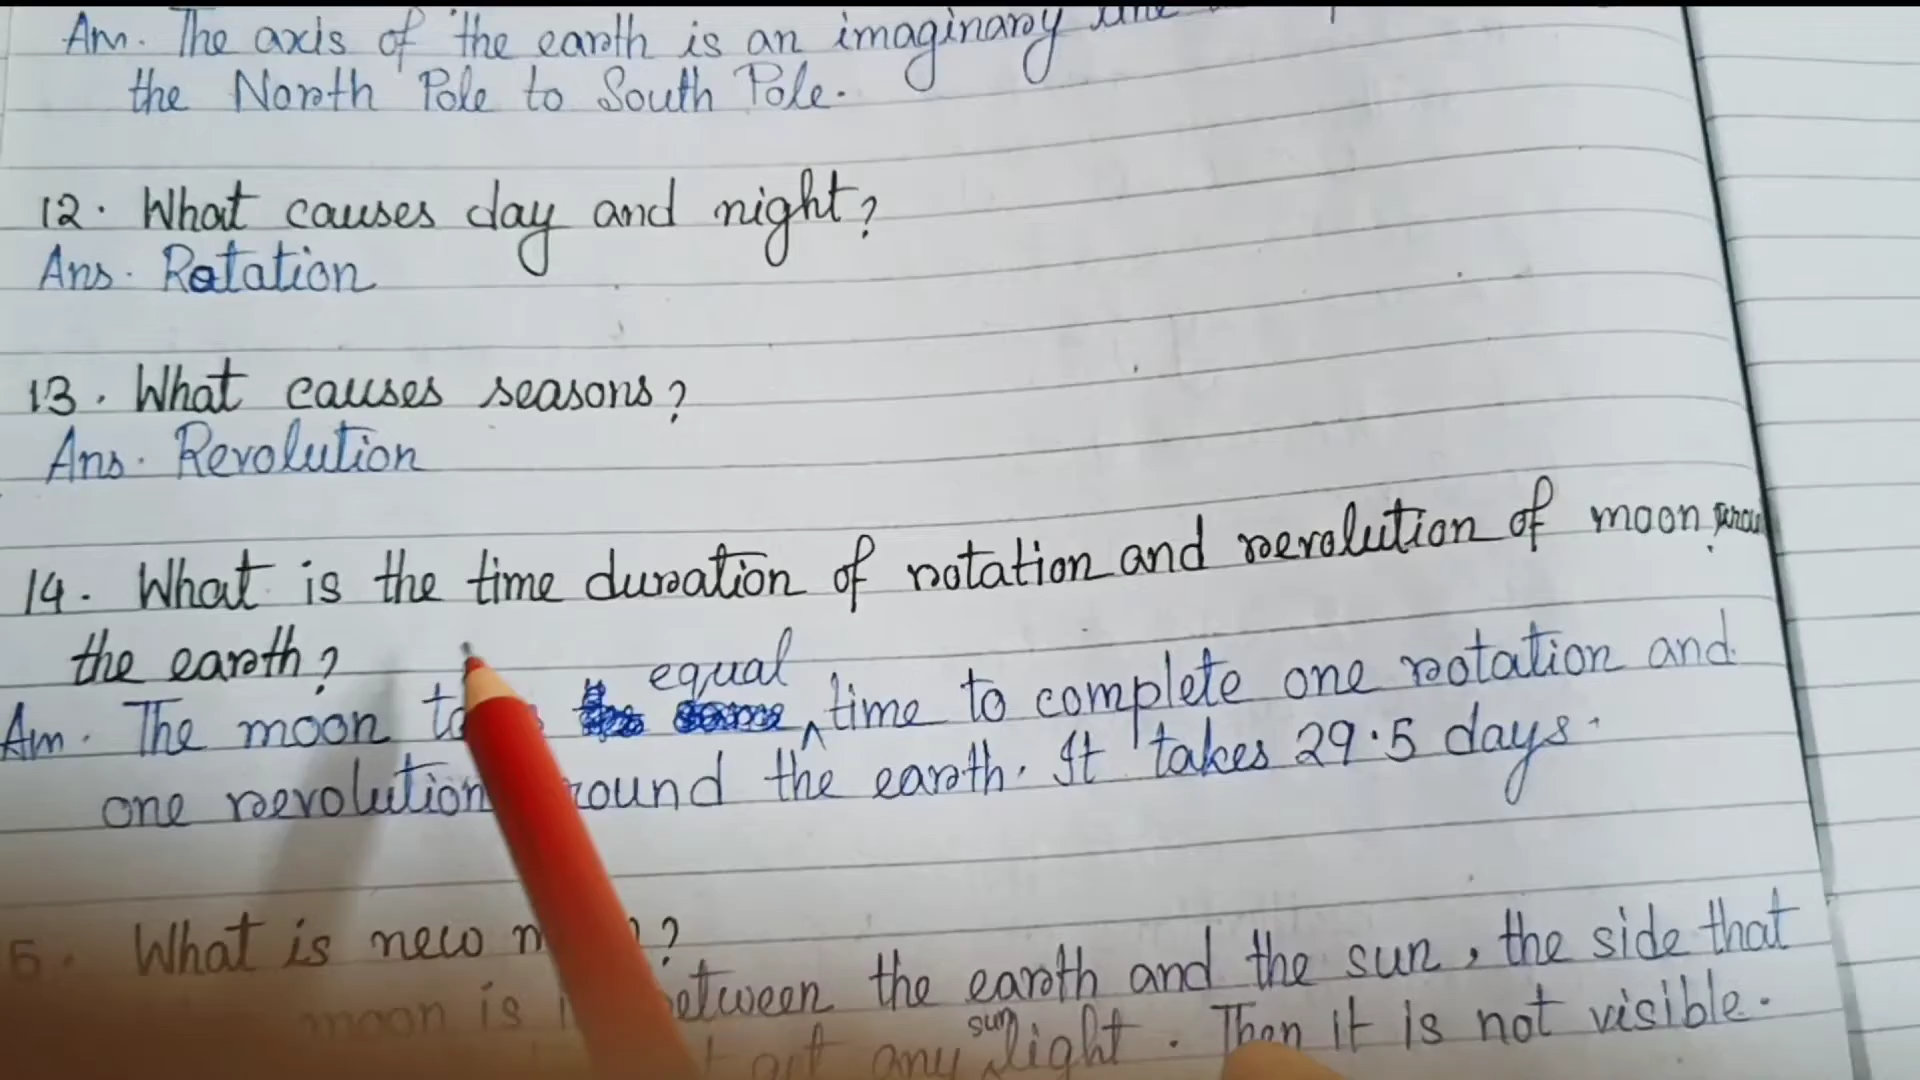 Ans. The axis of the earth is an imaginary line
the North Pole to South Pole.
12. What causes day and night?
Ans. Rotation
13. What causes seasons?
Ans. Revolution
14. What is the time duration of rotation and revolution of moon
the earth?
Ans. The moon equal time to complete one rotation and
one revolution round the earth. It takes 29.5 days.
5. What is new ?
moon is between the earth and the sun, the side that
any sun light. Then it is not visible.